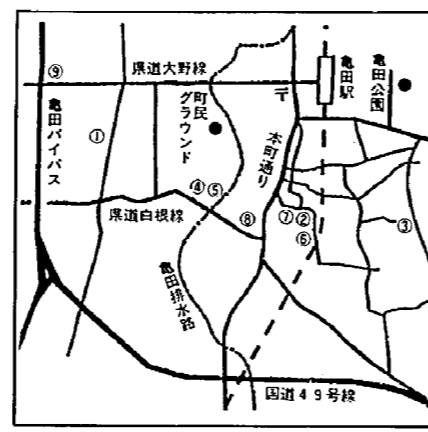 ⑨
県道大野線
亀田駅
亀田公園
亀田バイパス
①
町民
グラウンド
〒
本町通り
④⑤
県道白根線
⑧
⑦②
⑥
③
亀田排水路
国道49号線